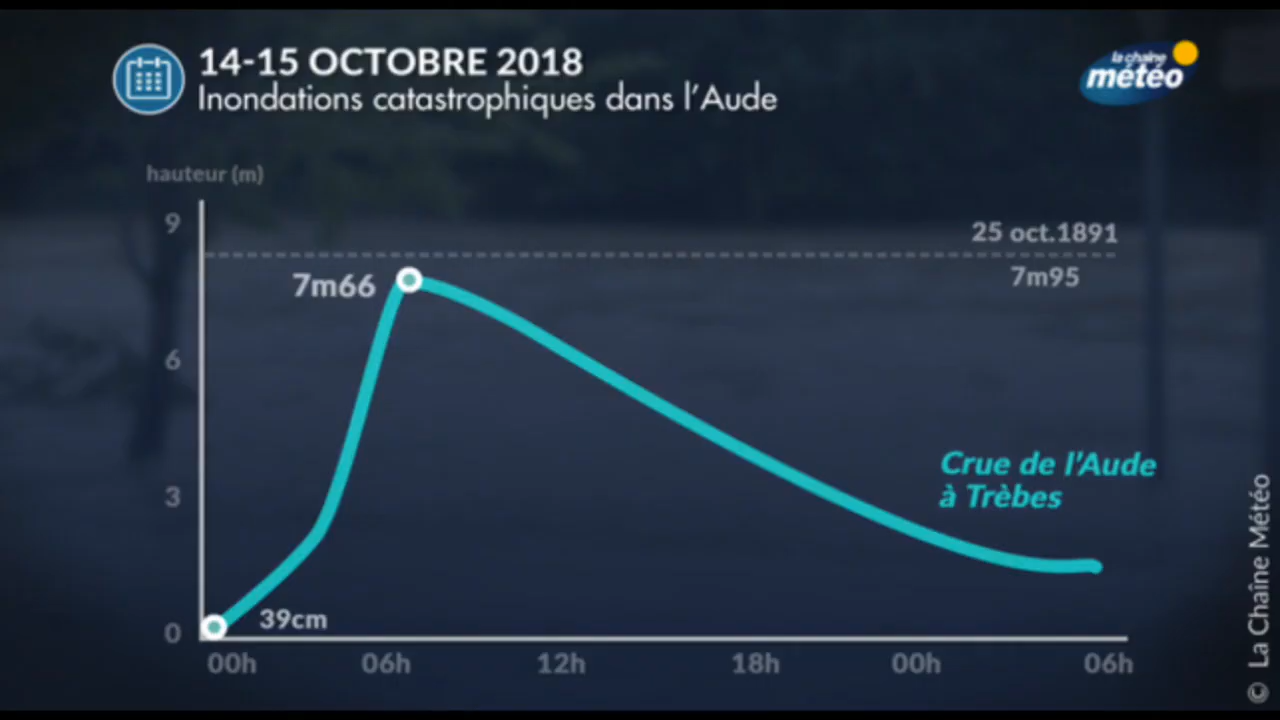 14-15 OCTOBRE 2018
Inondations catastrophiques dans l'Aude
la chaîne
météo
hauteur (m)
9
25 oct.1891
7m95
7m66
6
Crue de l'Aude
à Trèbes
3
39cm
0
00h 06h 12h 18h 00h 06h
© La Chaîne Météo